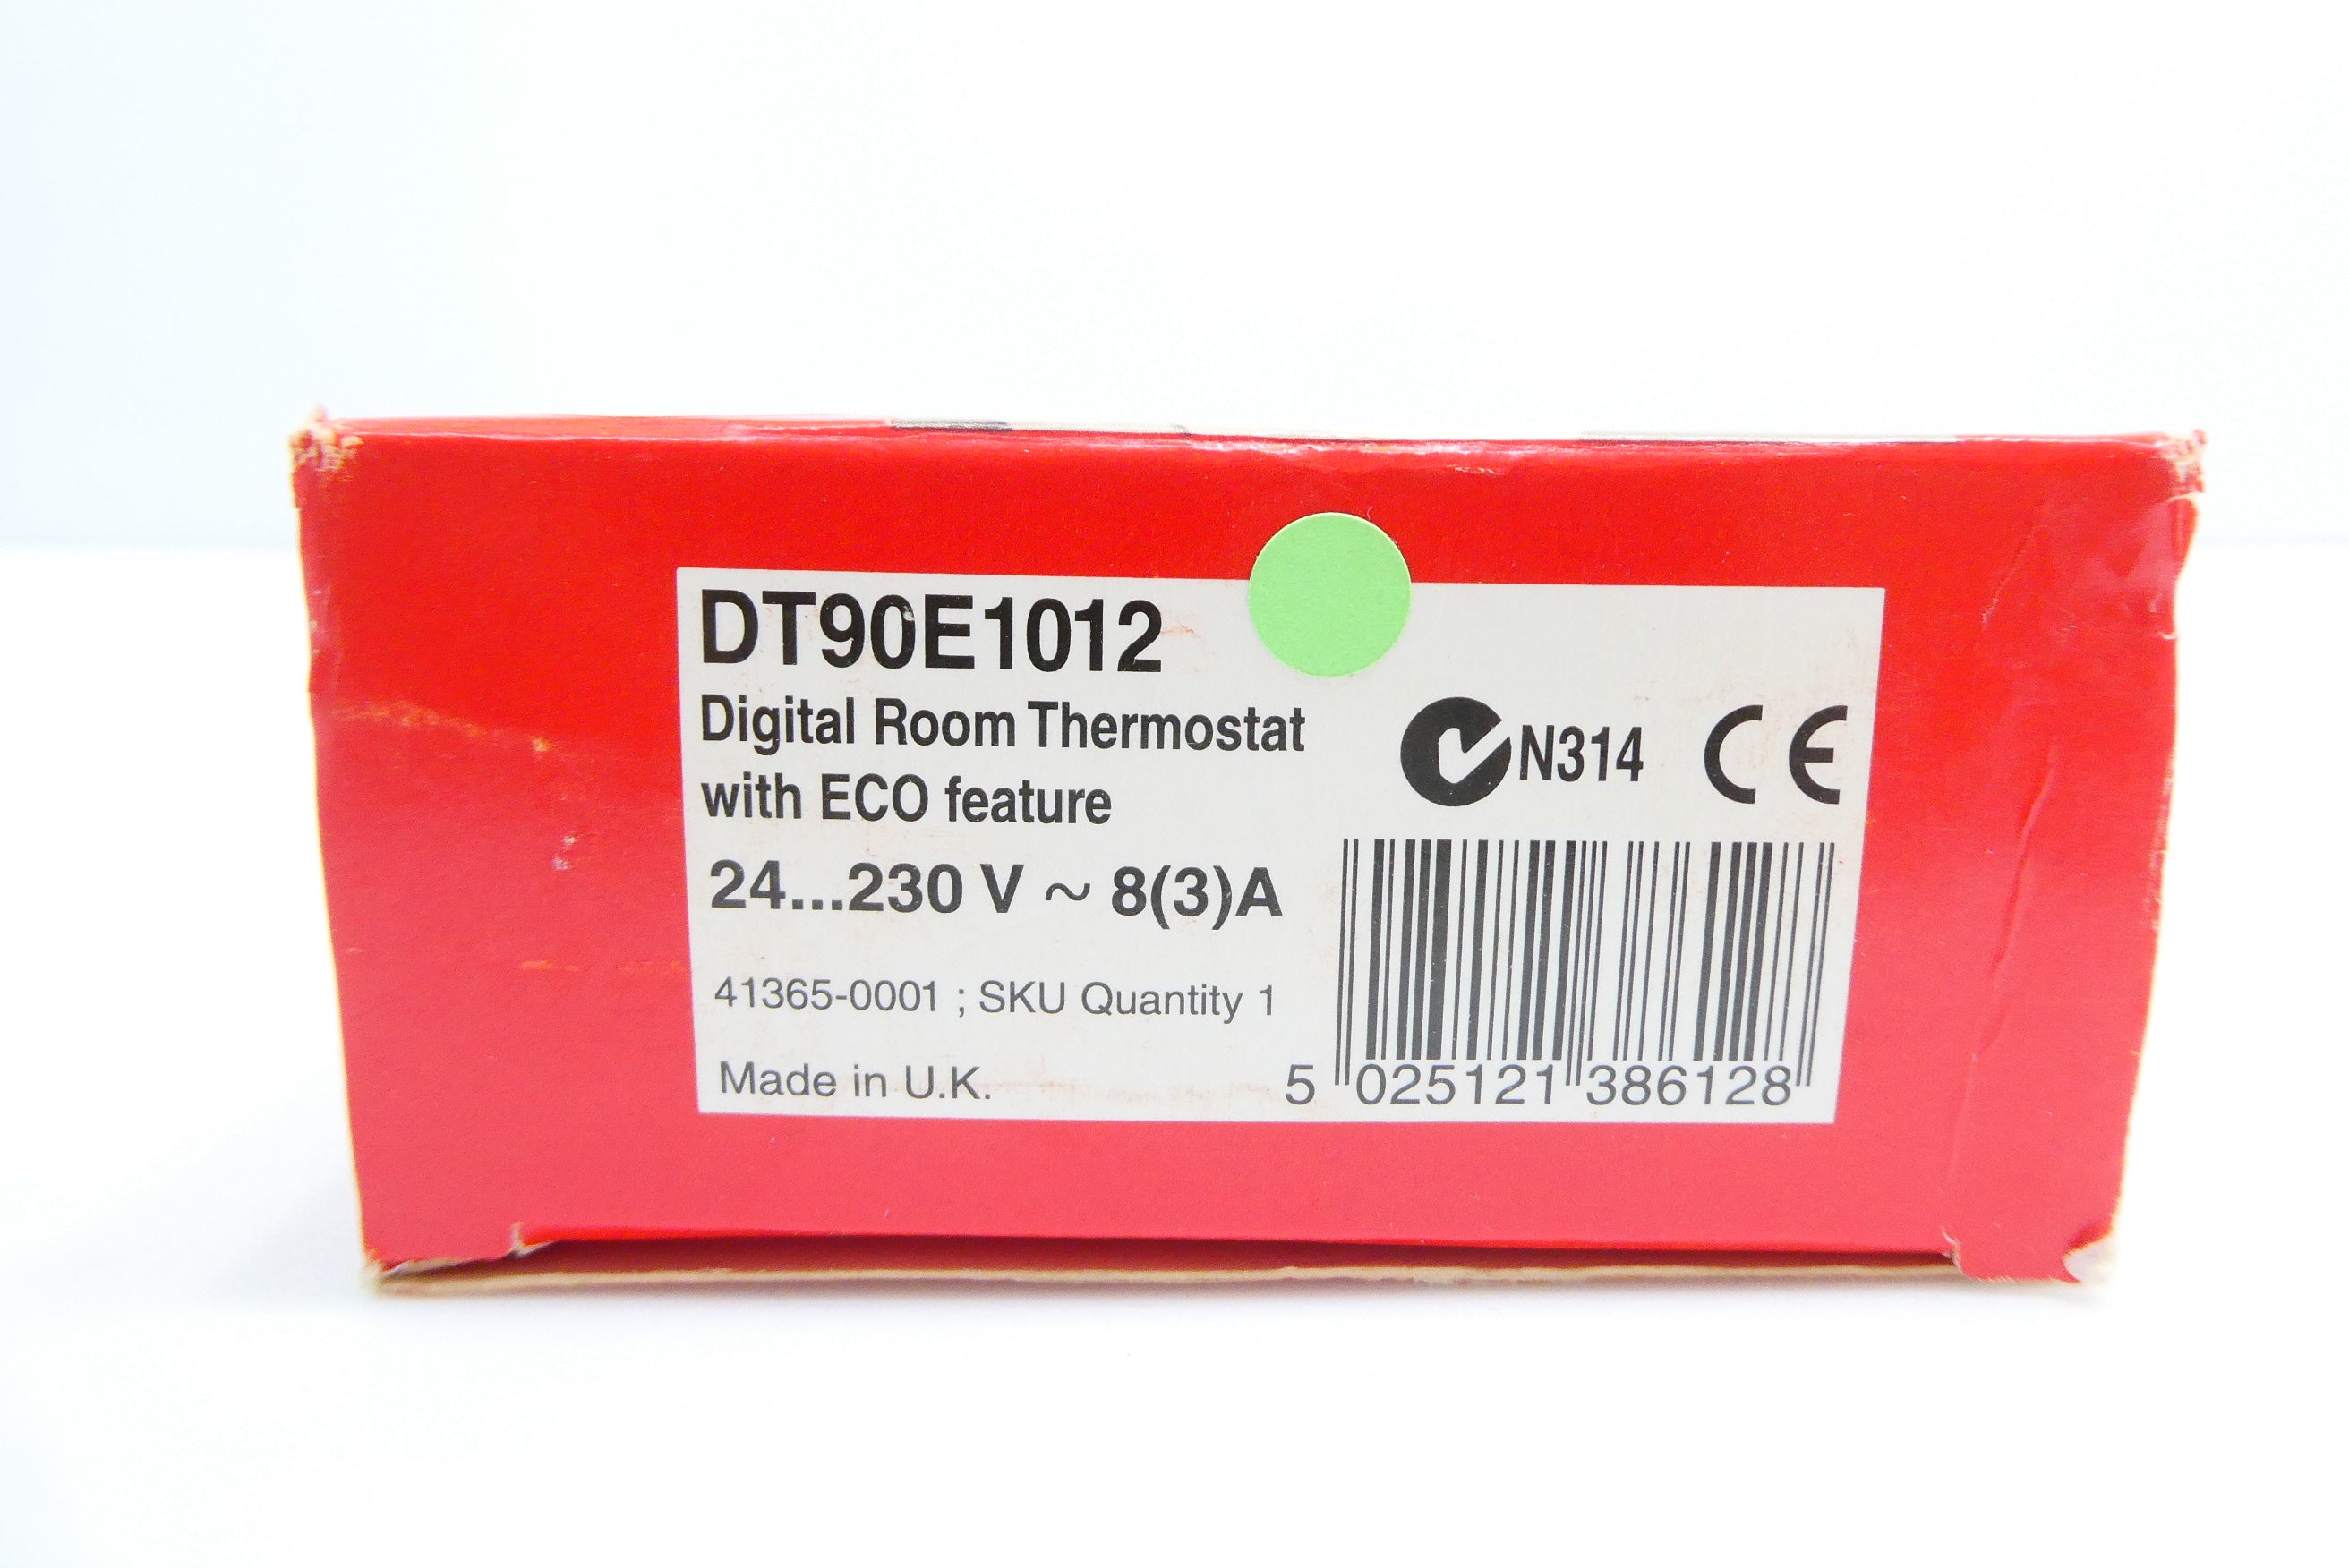 DT90E1012
Digital Room Thermostat
with ECO feature
N314 CE
24...230 V ~ 8(3)A
41365-0001 ; SKU Quantity 1
Made in U.K.
5 025121 386128